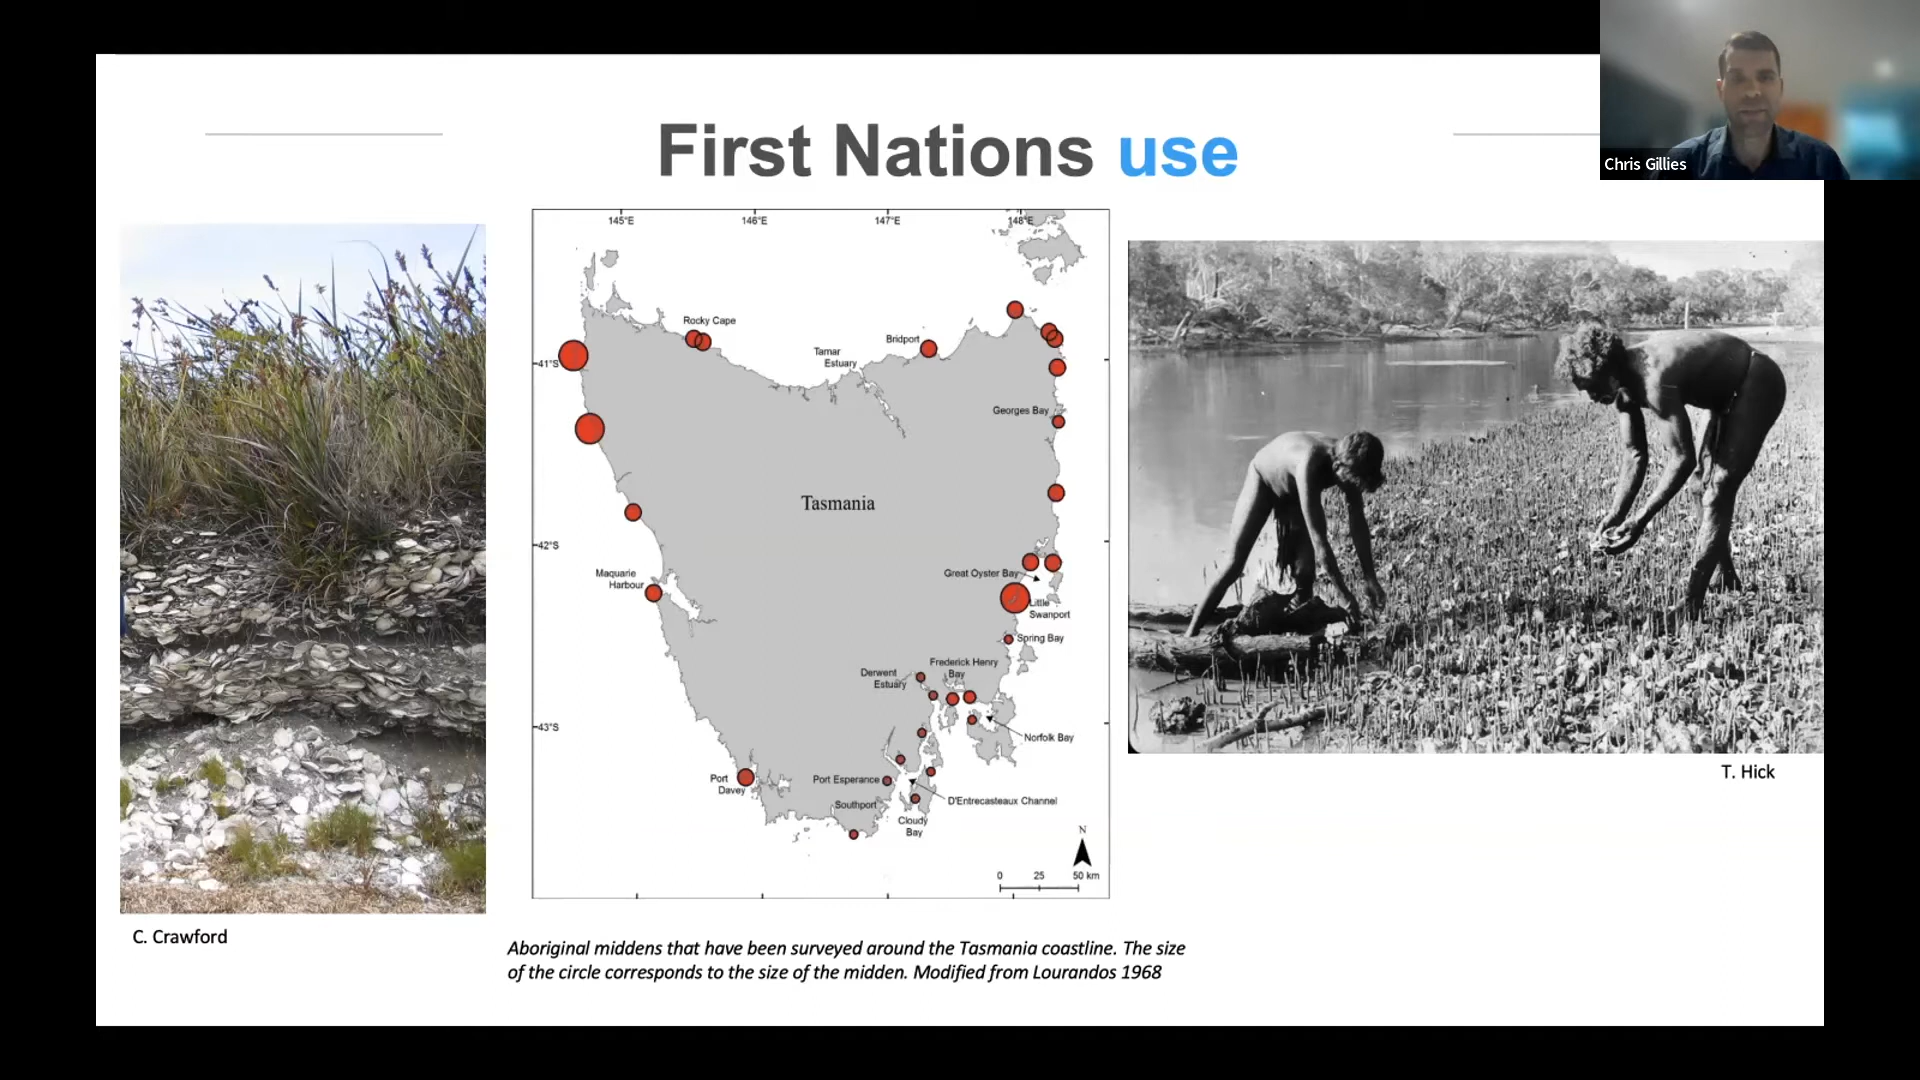 Chris Gillies
First Nations use
145°E
146°E
147°E
148°E
Rocky Cape
Bridport
Tamar
Estuary
41°S
Georges Bay
Tasmania
42°S
Maquarie
Harbour
Great Oyster Bay
Little
Swanport
Spring Bay
Frederick Henry
Bay
Derwent
Estuary
43°S
Norfolk Bay
Port
Davey
Port Esperance
D'Entrecasteaux Channel
Southport
Cloudy
Bay
N
0 25 50 km
T. Hick
C. Crawford
Aboriginal middens that have been surveyed around the Tasmania coastline. The size
of the circle corresponds to the size of the midden. Modified from Lourandos 1968